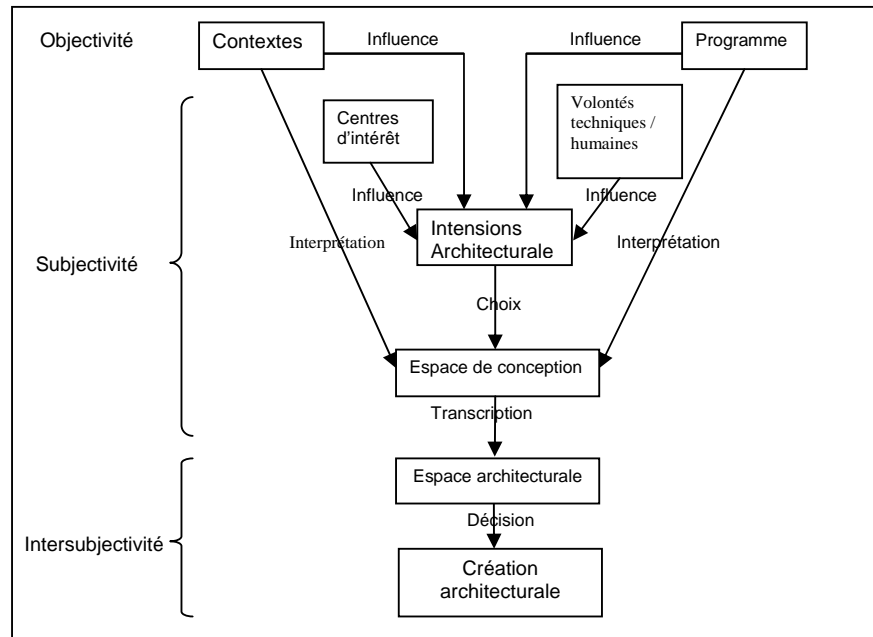 Objectivité
Contextes
Influence
Influence
Programme
Centres
d'intérêt
Volontés
techniques /
humaines
Influence
Influence
Intensions
Architecturale
Interprétation
Interprétation
Subjectivité
Choix
Espace de conception
Transcription
Espace architecturale
Décision
Intersubjectivité
Création
architecturale